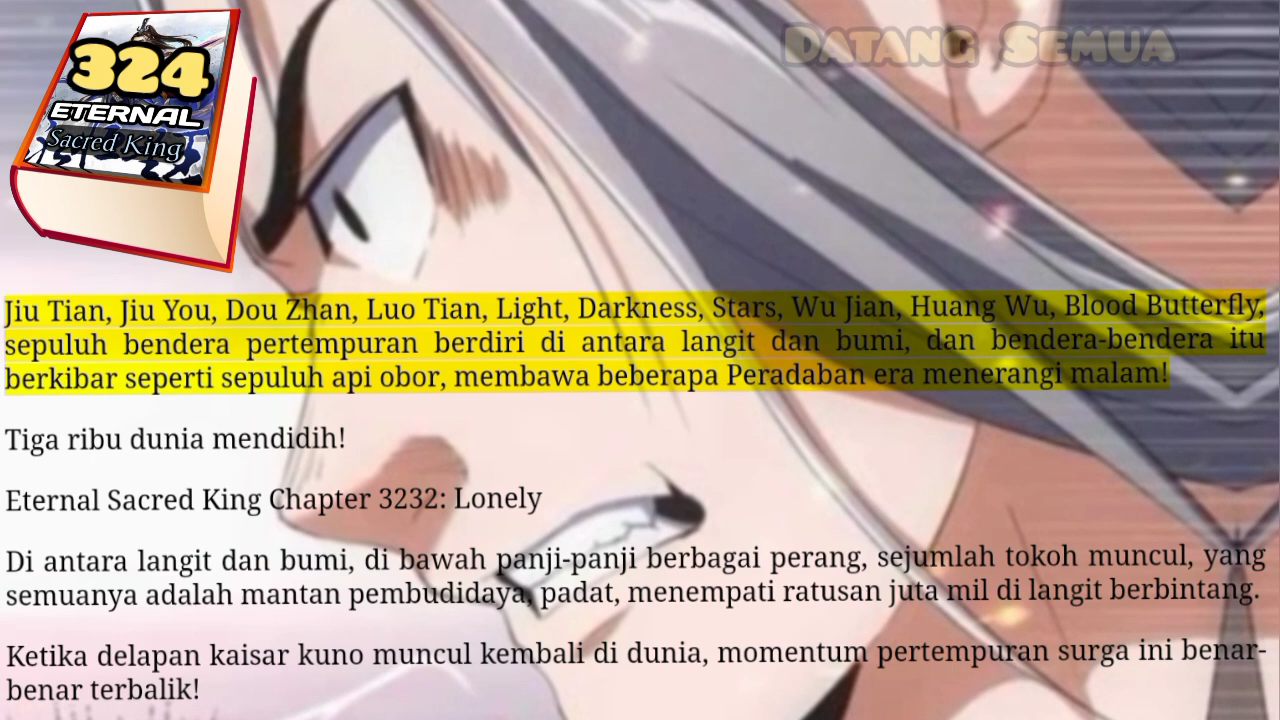 324
ETERNAL
Sacred King
DATANG SEMUA
Jiu Tian, Jiu You, Dou Zhan, Luo Tian, Light, Darkness, Stars, Wu Jian, Huang Wu, Blood Butterfly,
sepuluh bendera pertempuran berdiri di antara langit dan bumi, dan bendera-bendera itu
berkibar seperti sepuluh api obor, membawa beberapa Peradaban era menerangi malam!
Tiga ribu dunia mendidih!
Eternal Sacred King Chapter 3232: Lonely
Di antara langit dan bumi, di bawah panji-panji berbagai perang, sejumlah tokoh muncul, yang
semuanya adalah mantan pembudidaya, padat, menempati ratusan juta mil di langit berbintang.
Ketika delapan kaisar kuno muncul kembali di dunia, momentum pertempuran surga ini benar-
benar terbalik!